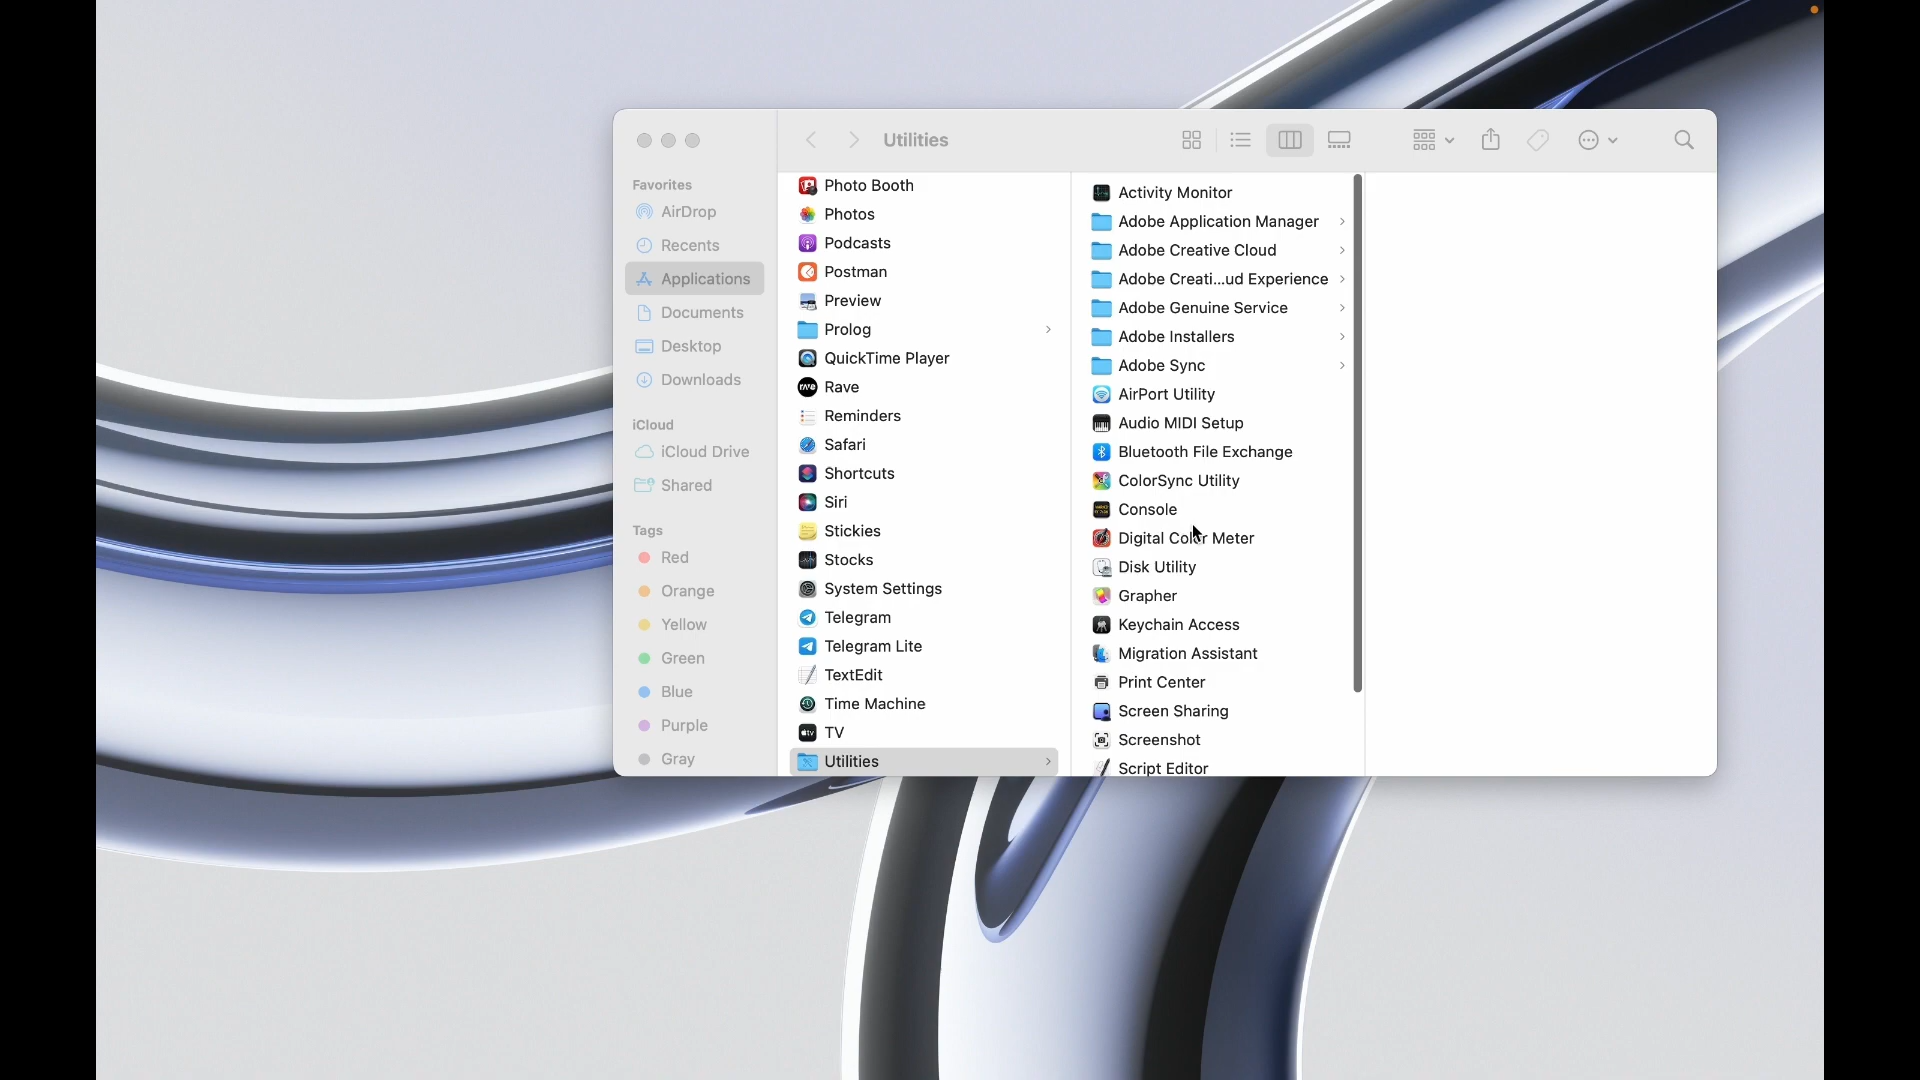 Utilities
Favorites
AirDrop
Recents
Applications
Documents
Desktop
Downloads
iCloud
iCloud Drive
Shared
Tags
Red
Orange
Yellow
Green
Blue
Purple
Gray
Photo Booth
Photos
Podcasts
Postman
Preview
Prolog
QuickTime Player
Rave
Reminders
Safari
Shortcuts
Siri
Stickies
Stocks
System Settings
Telegram
Telegram Lite
TextEdit
Time Machine
TV
Utilities
Activity Monitor
Adobe Application Manager
Adobe Creative Cloud
Adobe Creati...ud Experience
Adobe Genuine Service
Adobe Installers
Adobe Sync
AirPort Utility
Audio MIDI Setup
Bluetooth File Exchange
ColorSync Utility
Console
Digital Color Meter
Disk Utility
Grapher
Keychain Access
Migration Assistant
Print Center
Screen Sharing
Screenshot
Script Editor